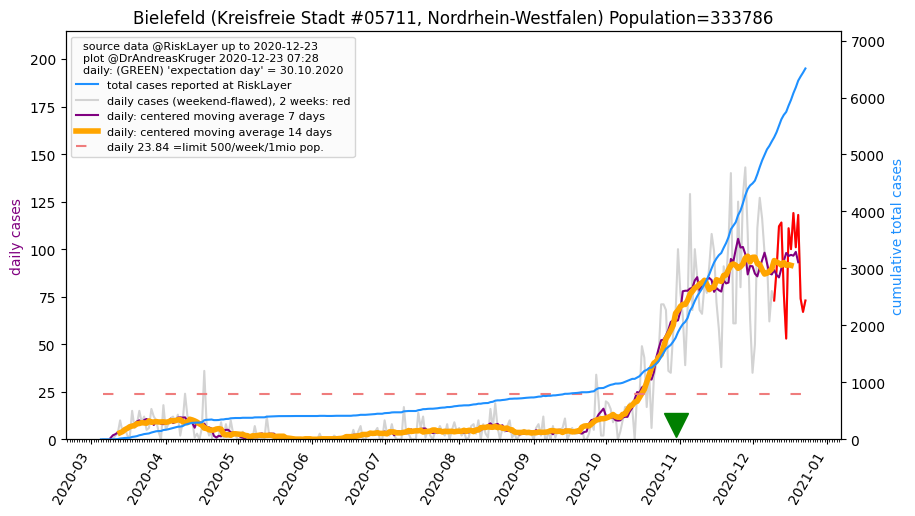 Bielefeld (Kreisfreie Stadt #05711, Nordrhein-Westfalen) Population=333786
source data @RiskLayer up to 2020-12-23
plot @DrAndreasKruger 2020-12-23 07:28
daily: (GREEN) 'expectation day' = 30.10.2020
total cases reported at RiskLayer
daily cases (weekend-flawed), 2 weeks: red
daily: centered moving average 7 days
daily: centered moving average 14 days
daily 23.84 =limit 500/week/1mio pop.
daily cases
200
175
150
125
100
75
50
25
0
7000
6000
5000
4000
3000
2000
1000
0
cumulative total cases
2020-03
2020-04
2020-05
2020-06
2020-07
2020-08
2020-09
2020-10
2020-11
2020-12
2021-01